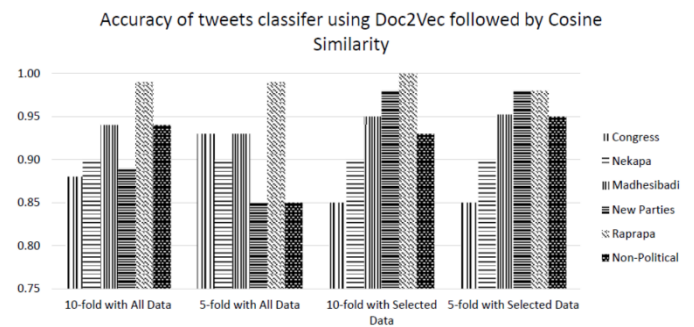 Accuracy of tweets classifer using Doc2Vec followed by Cosine
Similarity
1.00
0.95
0.90
0.85
0.80
0.75
10-fold with All Data
5-fold with All Data
10-fold with Selected
Data
5-fold with Selected Data
Congress
Nekapa
Madhesibadi
New Parties
Raprapa
Non-Political